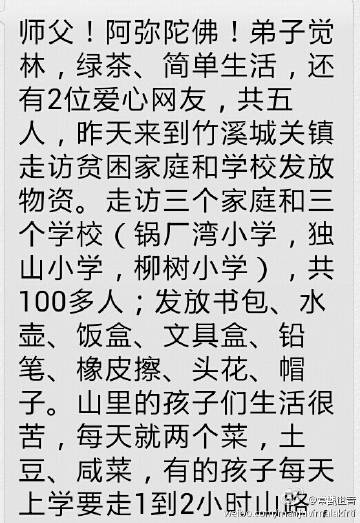 师父！阿弥陀佛！弟子觉
林，绿茶、简单生活，还
有2位爱心网友，共五
人，昨天来到竹溪城关镇
走访贫困家庭和学校发放
物资。走访三个家庭和三
个学校（锅厂湾小学，独
山小学，柳树小学），共
100多人；发放书包、水
壶、饭盒、文具盒、铅
笔、橡皮擦、头花、帽
子。山里的孩子们生活很
苦，每天就两个菜，土
豆、咸菜，有的孩子每天
上学要走1到2小时山路，